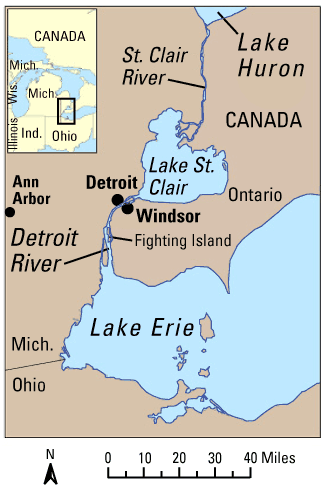 CANADA
Mich.
Wis.
Mich.
Illinois
Ind.
Ohio
Lake
Huron
St. Clair
River
CANADA
Lake St.
Clair
Ontario
Ann
Arbor
Detroit
Windsor
Detroit
River
Fighting Island
Lake Erie
Mich.
Ohio
N
0 10 20 30 40 Miles